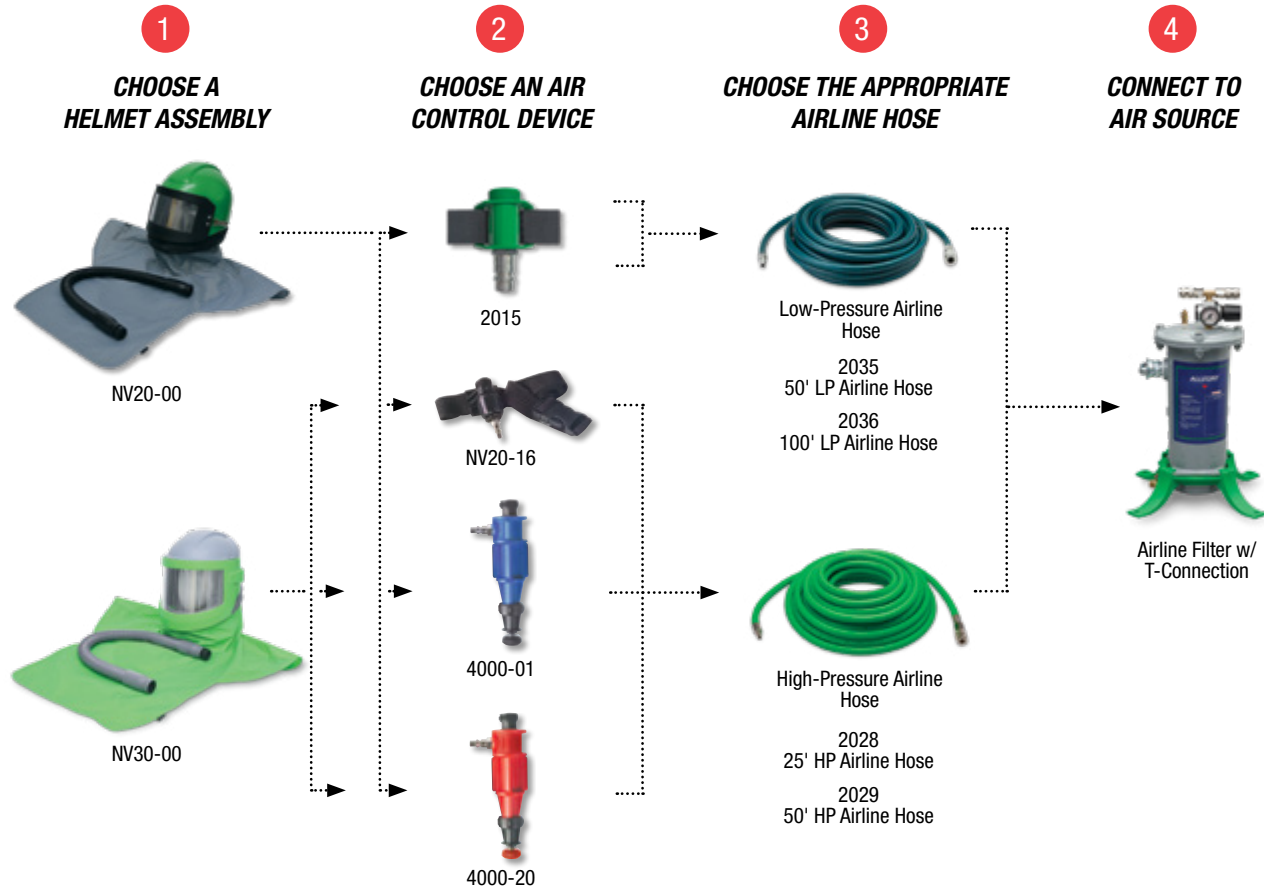 1
CHOOSE A
HELMET ASSEMBLY
NV20-00
NV30-00
2
CHOOSE AN AIR
CONTROL DEVICE
2015
NV20-16
4000-01
4000-20
3
CHOOSE THE APPROPRIATE
AIRLINE HOSE
Low-Pressure Airline
Hose
2035
50' LP Airline Hose
2036
100' LP Airline Hose
High-Pressure Airline
Hose
2028
25' HP Airline Hose
2029
50' HP Airline Hose
4
CONNECT TO
AIR SOURCE
Airline Filter w/
T-Connection